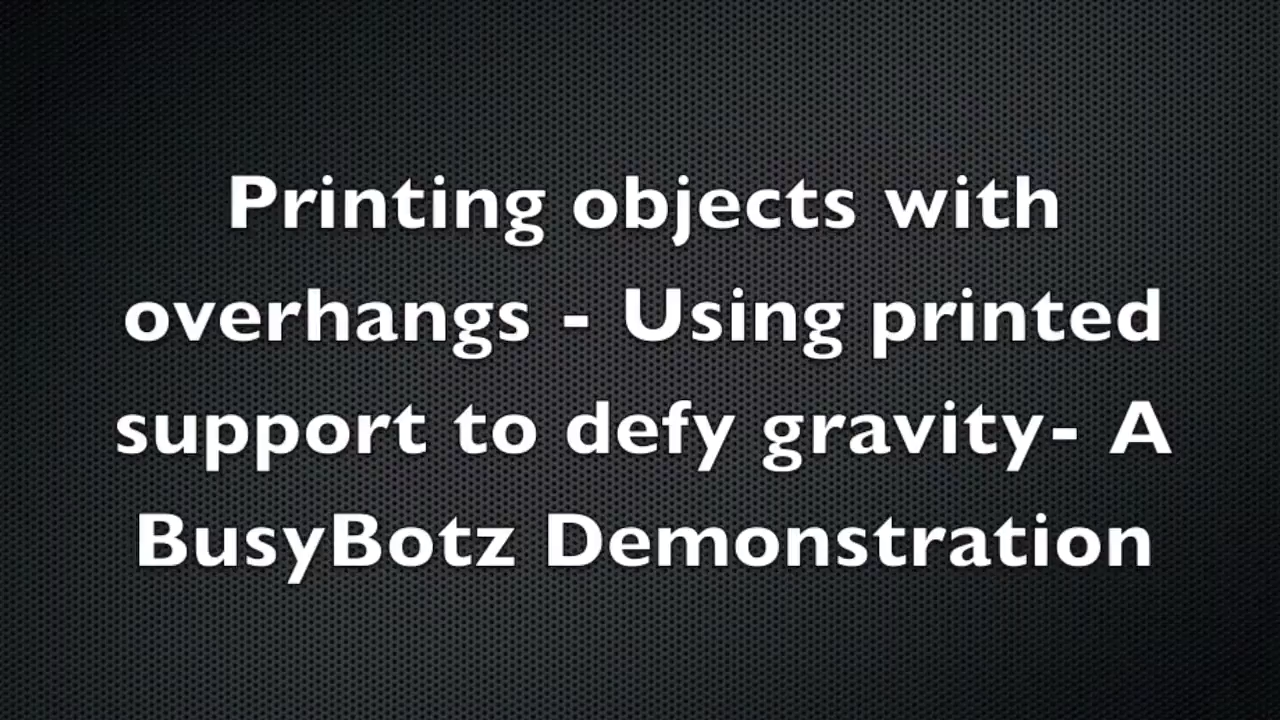 Printing objects with
overhangs - Using printed
support to defy gravity- A
BusyBotz Demonstration